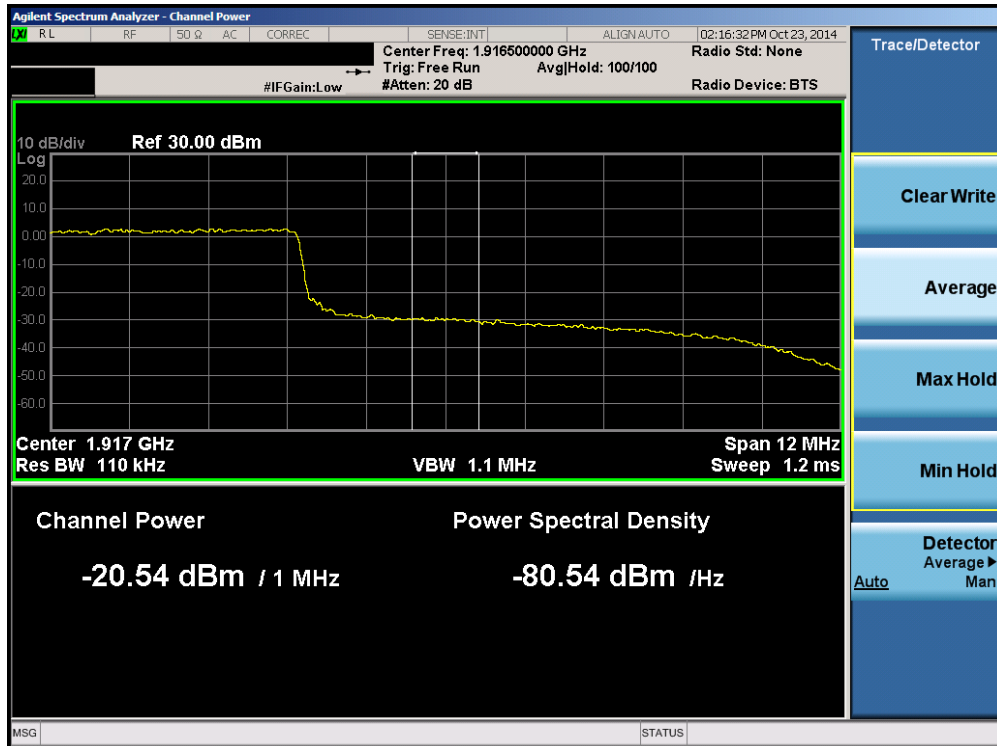 Agilent Spectrum Analyzer - Channel Power
LXI RL RF 50 Ω AC CORREC SENSE:INT ALIGN AUTO 02:16:32 PM Oct 23, 2014
Center Freq: 1.916500000 GHz Radio Std: None
Trig: Free Run Avg|Hold: 100/100
#IFGain:Low #Atten: 20 dB Radio Device: BTS
10 dB/div Ref 30.00 dBm
Log
20.0
10.0
0.00
-10.0
-20.0
-30.0
-40.0
-50.0
-60.0
Center 1.917 GHz Span 12 MHz
Res BW 110 kHz VBW 1.1 MHz Sweep 1.2 ms
Channel Power Power Spectral Density
-20.54 dBm / 1 MHz -80.54 dBm /Hz
MSG STATUS
Trace/Detector
Clear Write
Average
Max Hold
Min Hold
Detector
Average▶
Auto Man